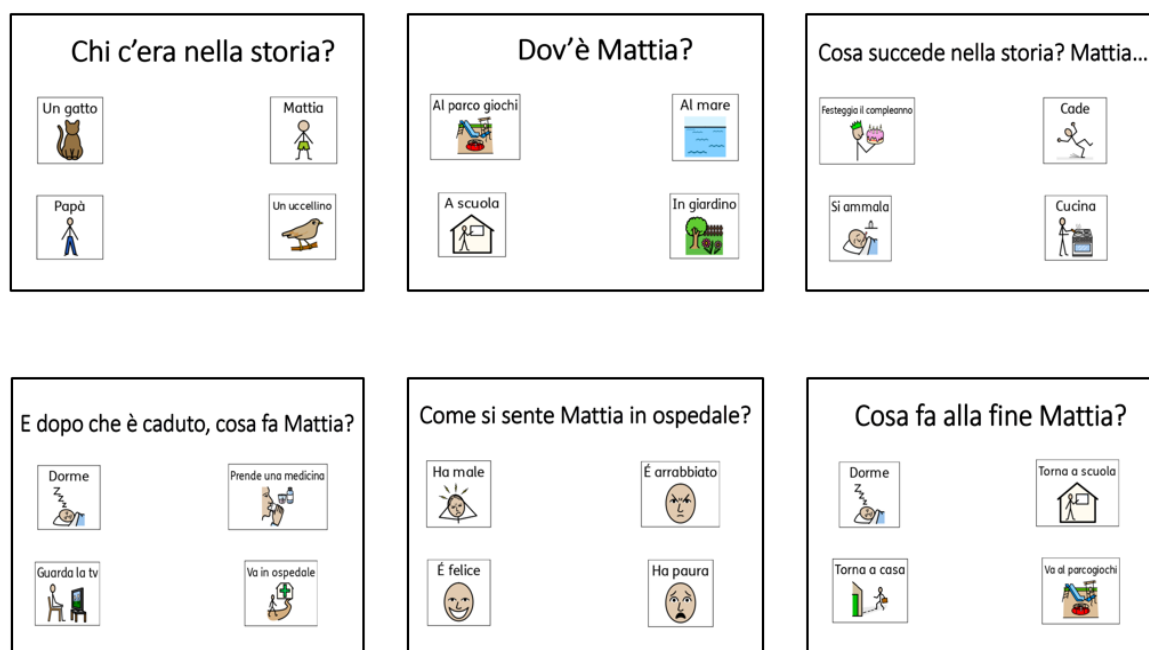 Chi c'era nella storia?
Un gatto
Mattia
Papà
Un uccellino
Dov'è Mattia?
Al parco giochi
Al mare
A scuola
In giardino
Cosa succede nella storia? Mattia...
Festeggia il compleanno
Cade
Si ammala
Cucina
E dopo che è caduto, cosa fa Mattia?
Dorme
z z z z
Prende una medicina
Guarda la tv
Va in ospedale
Come si sente Mattia in ospedale?
Ha male
É arrabbiato
É felice
Ha paura
Cosa fa alla fine Mattia?
Dorme
z z z z
Torna a scuola
Torna a casa
Va al parcogiochi